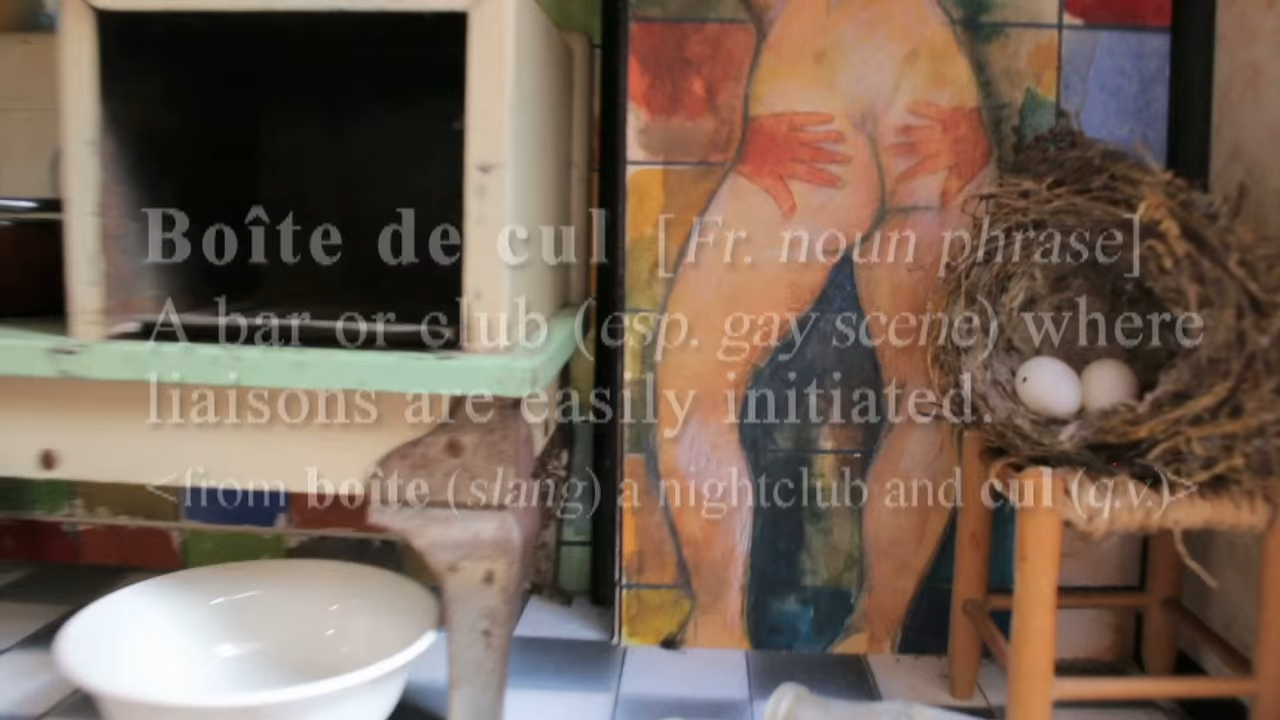 Boîte de cul [Fr. noun phrase]
A bar or club (esp. gay scene) where
liaisons are easily initiated.
<from boîte (slang) a nightclub and cul (q.v.)>